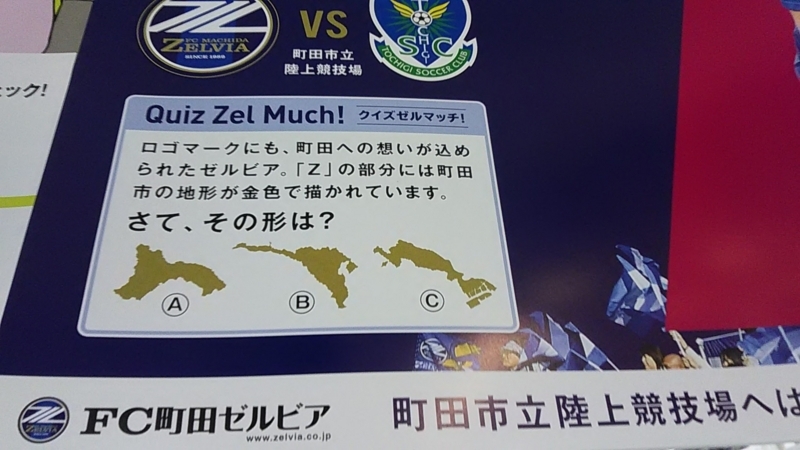 FC MACHIDA
ZELVIA
SINCE 1989
VS
町田市立
陸上競技場
TOCHIGI
SC
TOCHIGI SOCCER CLUB
ック!
Quiz Zel Much! クイズゼルマッチ!
ロゴマークにも、町田への想いが込め
られたゼルビア。「Z」の部分には町田
市の地形が金色で描かれています。
さて、その形は?
A
B
C
FC町田ゼルビア
www.zelvia.co.jp
町田市立陸上競技場へは